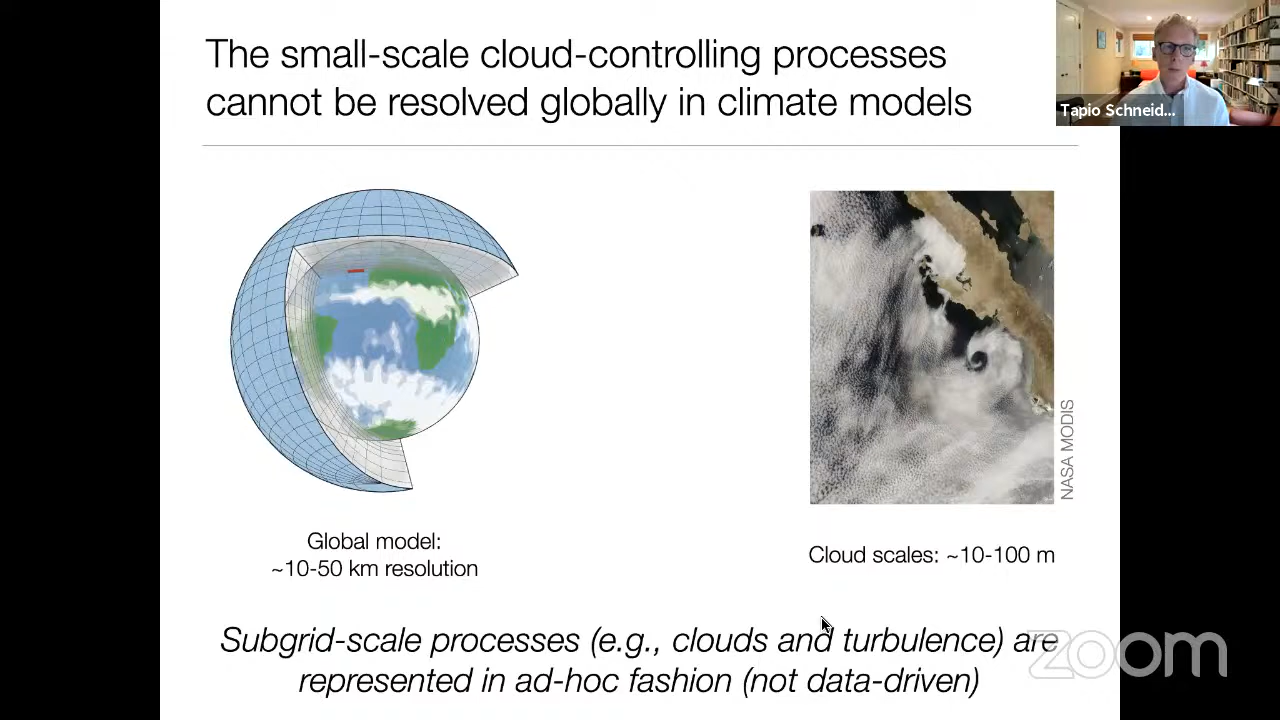 The small-scale cloud-controlling processes
cannot be resolved globally in climate models
Tapio Schneid...
NASA MODIS
Global model:
~10-50 km resolution
Cloud scales: ~10-100 m
Subgrid-scale processes (e.g., clouds and turbulence) are
represented in ad-hoc fashion (not data-driven)
zoom